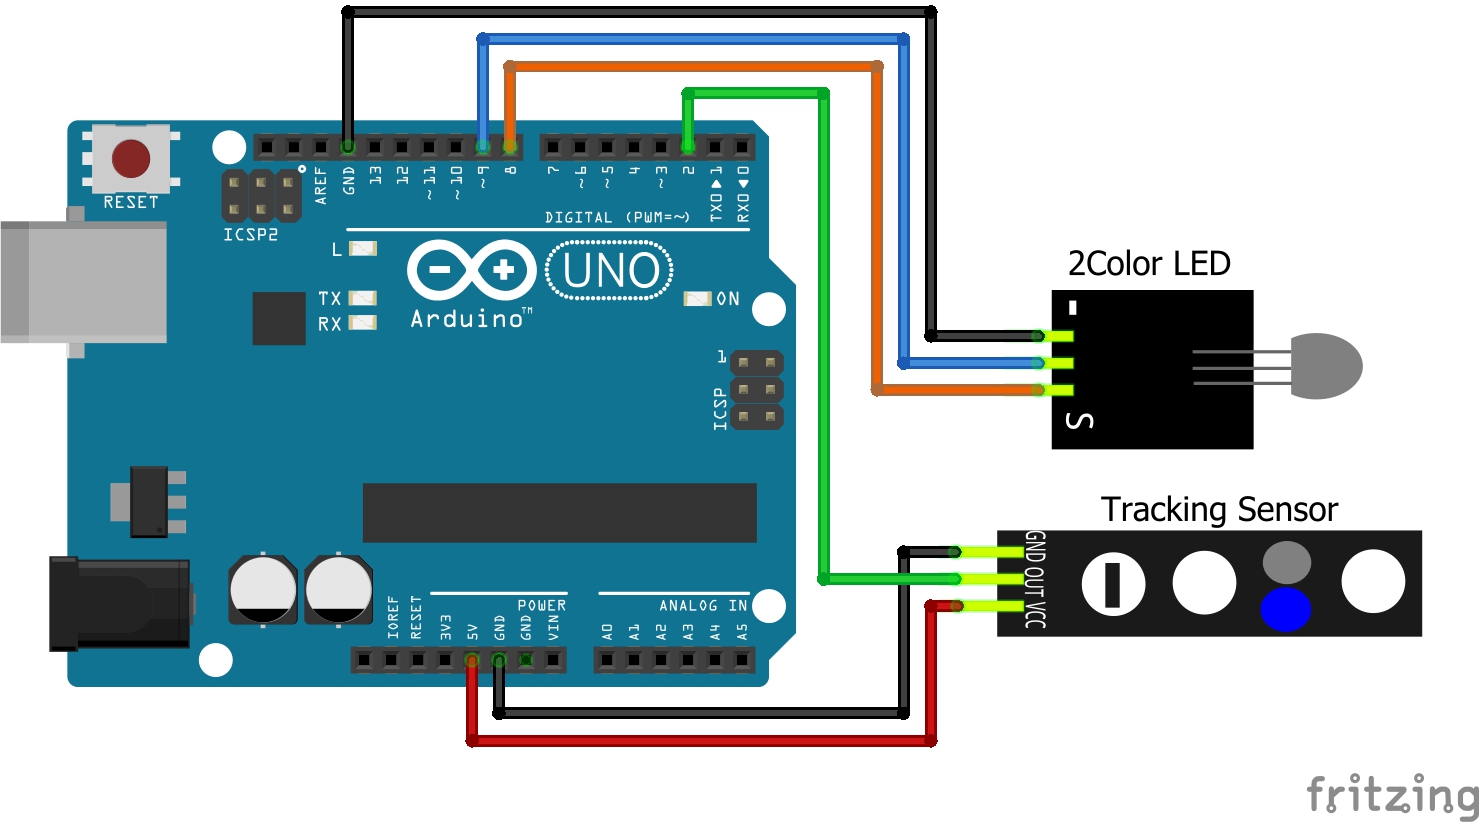 RESET
ICSP2
AREF
GND
13
12
~11
~10
~9
8
7
~6
~5
4
~3
2
TX0▶1
RX0◀0
DIGITAL (PWM=~)
L
TX
RX
UNO
Arduino™
ON
1
ICSP
2Color LED
-
S
Tracking Sensor
GND OUT VCC
IOREF
RESET
3V3
5V
GND
GND
VIN
POWER
ANALOG IN
A0
A1
A2
A3
A4
A5
fritzing